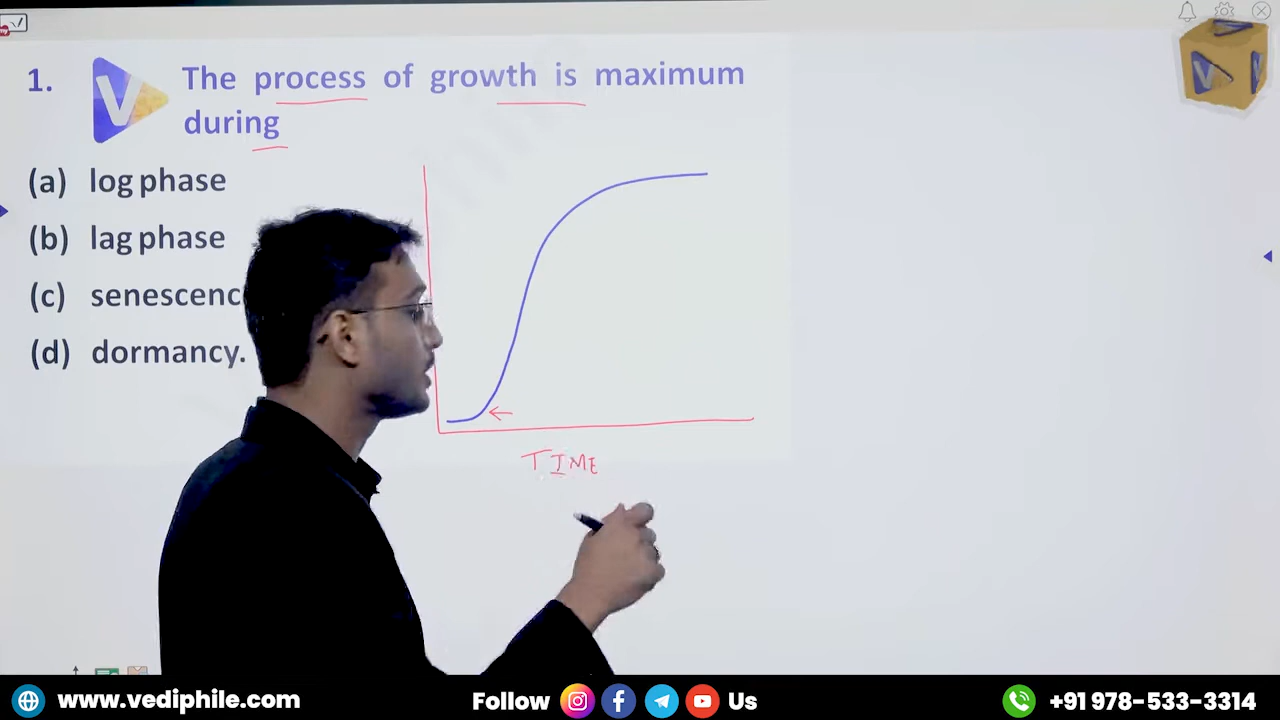 1. The process of growth is maximum
during
(a) log phase
(b) lag phase
(c) senescenc
(d) dormancy.
TIME
www.vediphile.com
Follow Us
+91 978-533-3314